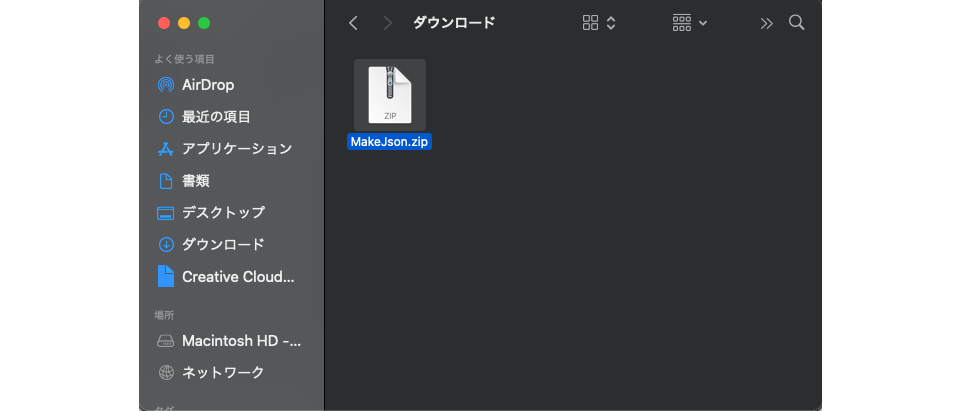 ダウンロード
よく使う項目
AirDrop
最近の項目
アプリケーション
書類
デスクトップ
ダウンロード
Creative Cloud...
場所
Macintosh HD -...
ネットワーク
タグ
ZIP
MakeJson.zip